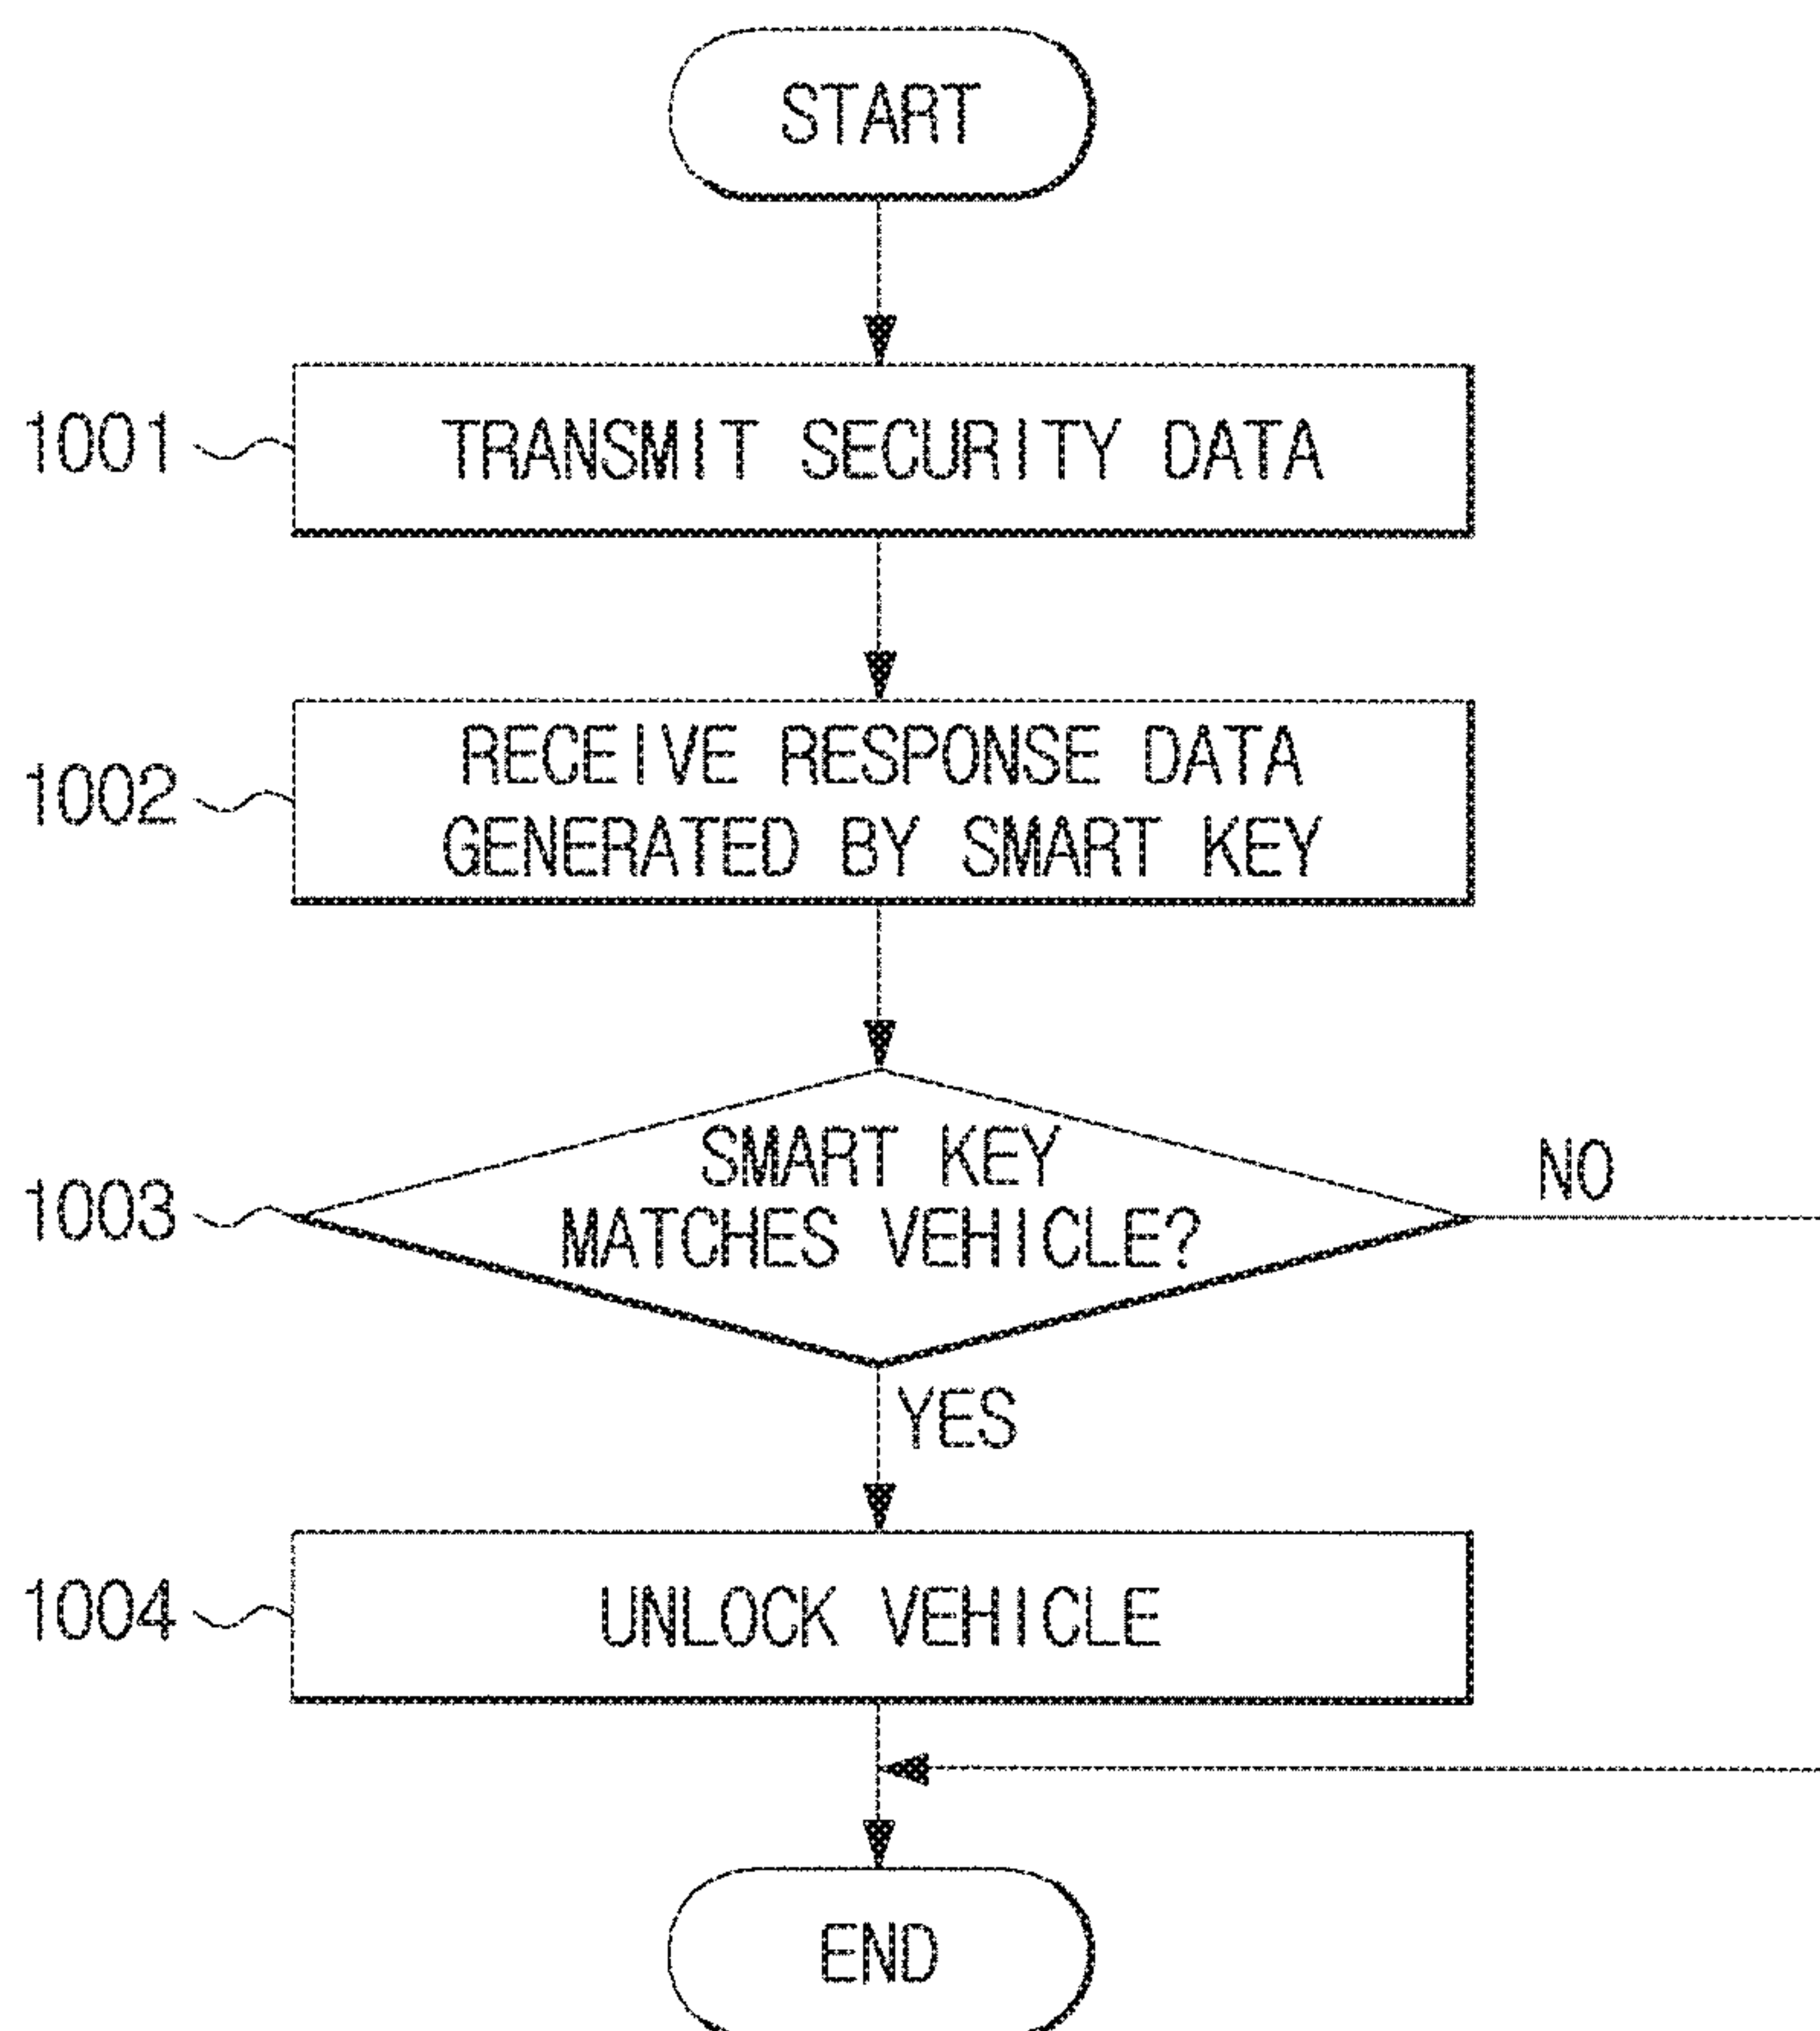 START
1001
TRANSMIT SECURITY DATA
1002
RECEIVE RESPONSE DATA
GENERATED BY SMART KEY
1003
SMART KEY
MATCHES VEHICLE?
NO
YES
1004
UNLOCK VEHICLE
END